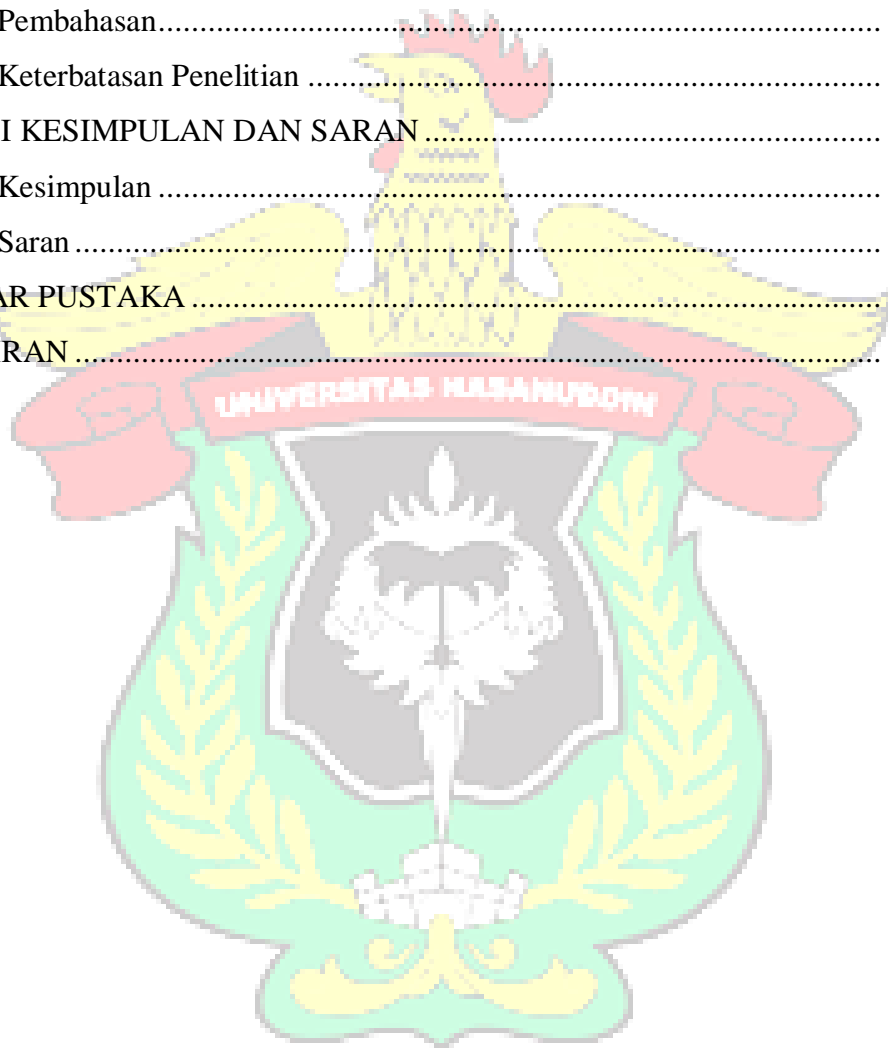 Pembahasan........................................................................................
Keterbatasan Penelitian ......................................................................
I KESIMPULAN DAN SARAN ........................................................
Kesimpulan ........................................................................................
Saran ..................................................................................................
AR PUSTAKA ....................................................................................
RAN ..................................................................................................
UNIVERSITAS HASANUDDIN